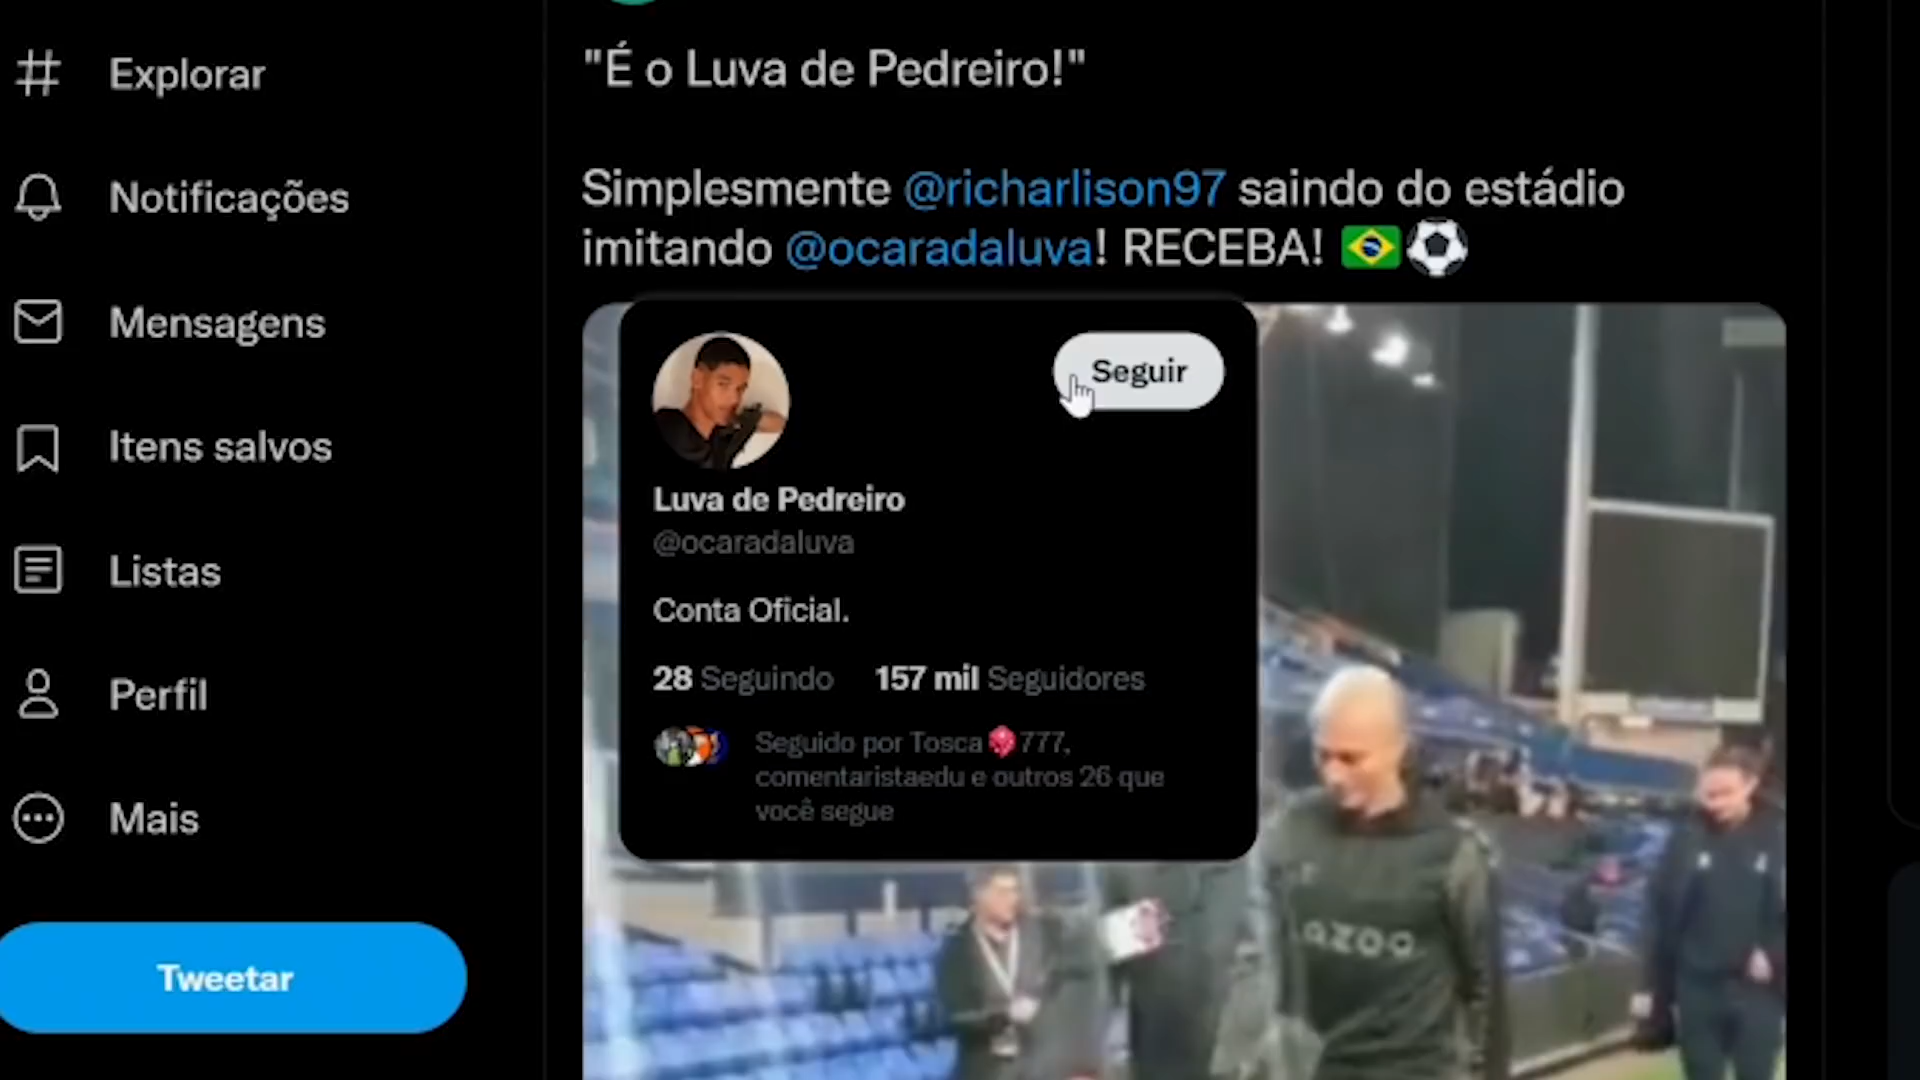 Explorar
Notificações
Mensagens
Itens salvos
Listas
Perfil
Mais
Tweetar
"É o Luva de Pedreiro!"
Simplesmente @richarlison97 saindo do estádio
imitando @ocaradaluva! RECEBA! 🇧🇷⚽
Seguir
Luva de Pedreiro
@ocaradaluva
Conta Oficial.
28 Seguindo 157 mil Seguidores
Seguido por Tosca 777,
comentaristaedu e outros 26 que
você segue